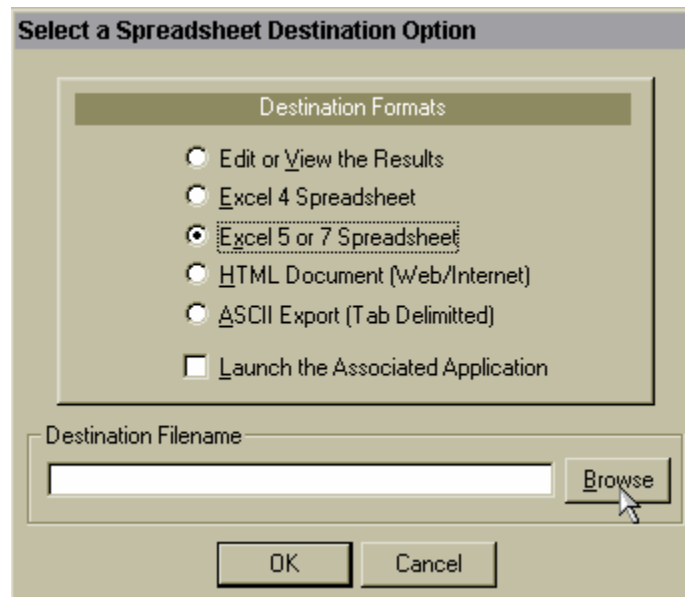 Select a Spreadsheet Destination Option
Destination Formats
Edit or View the Results
Excel 4 Spreadsheet
Excel 5 or 7 Spreadsheet
HTML Document (Web/Internet)
ASCII Export (Tab Delimitted)
Launch the Associated Application
Destination Filename
Browse
OK Cancel